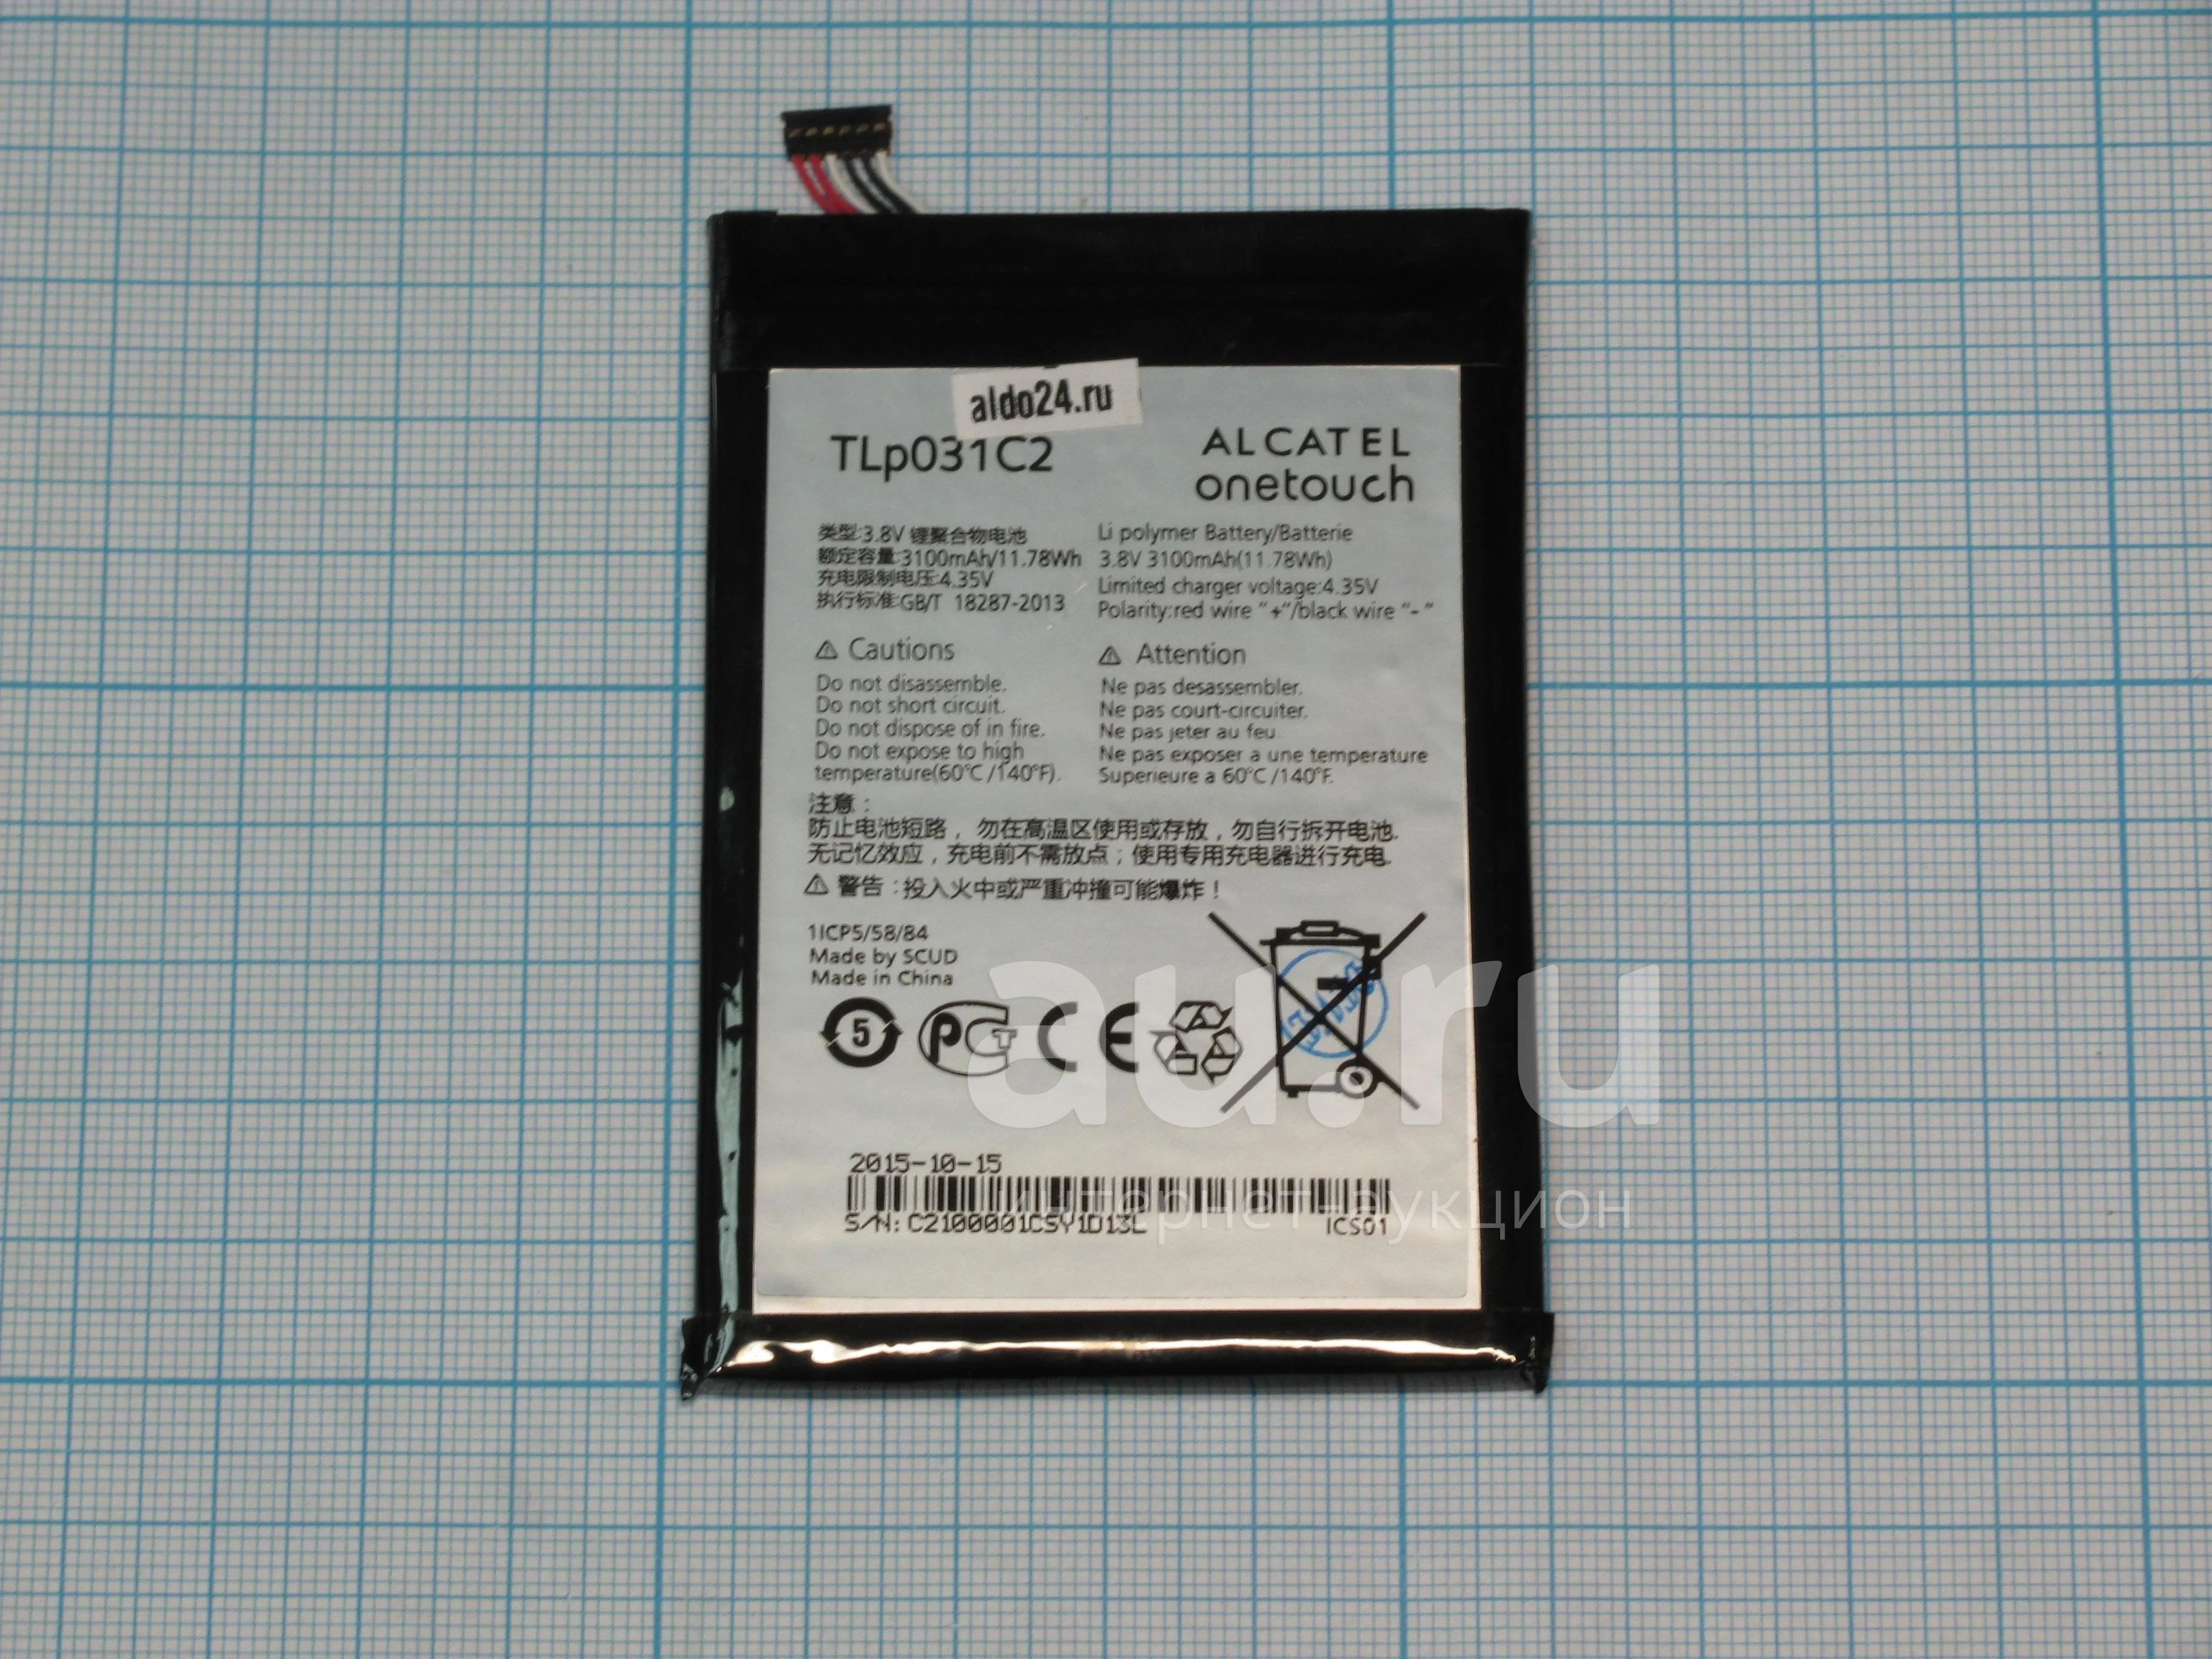 aldo24.ru
TLp031C2
ALCATEL
onetouch
类型:3.8V 锂聚合物电池
额定容量:3100mAh/11.78Wh
充电限制电压:4.35V
执行标准:GB/T 18287-2013
Li polymer Battery/Batterie
3.8V 3100mAh(11.78Wh)
Limited charger voltage:4.35V
Polarity:red wire "+"/black wire "-"
⚠ Cautions
Do not disassemble.
Do not short circuit.
Do not dispose of in fire.
Do not expose to high
temperature(60°C/140°F).
⚠ Attention
Ne pas desassembler.
Ne pas court-circuiter.
Ne pas jeter au feu.
Ne pas exposer a une temperature
Superieure a 60°C/140°F.
注意：
防止电池短路，勿在高温区使用或存放，勿自行拆开电池.
无记忆效应，充电前不需放点；使用专用充电器进行充电.
⚠ 警告：投入火中或严重冲撞可能爆炸！
1ICP5/58/84
Made by SCUD
Made in China
5 PCT CE
au.ru
2015-10-15
интернет-аукцион
S/N: C2100001CSY1D13L
ICS01